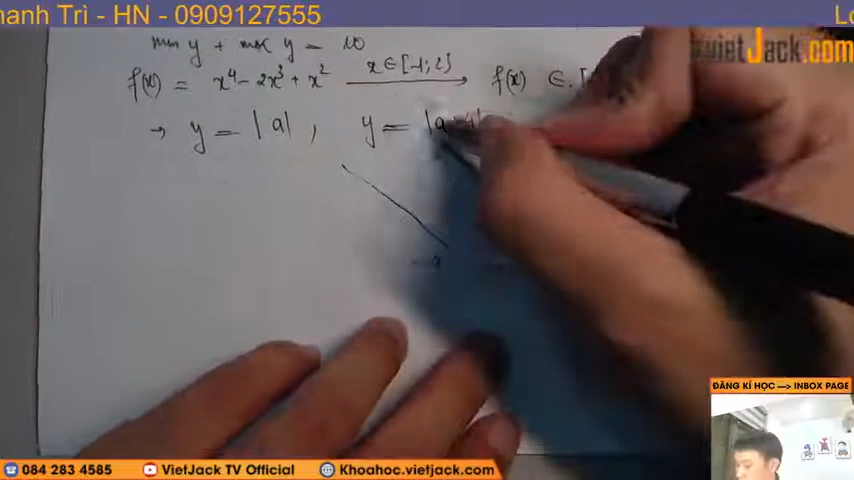 hanh Trì - HN - 0909127555
Lo
vietJack.com
min y + max y = 10
f(x) = x⁴ - 2x³ + x² x ∈ [-1; 2] f(x) ∈ [
→ y = |a| , y = |a
ĐĂNG KÍ HỌC —> INBOX PAGE
084 283 4585 VietJack TV Official Khoahoc.vietjack.com